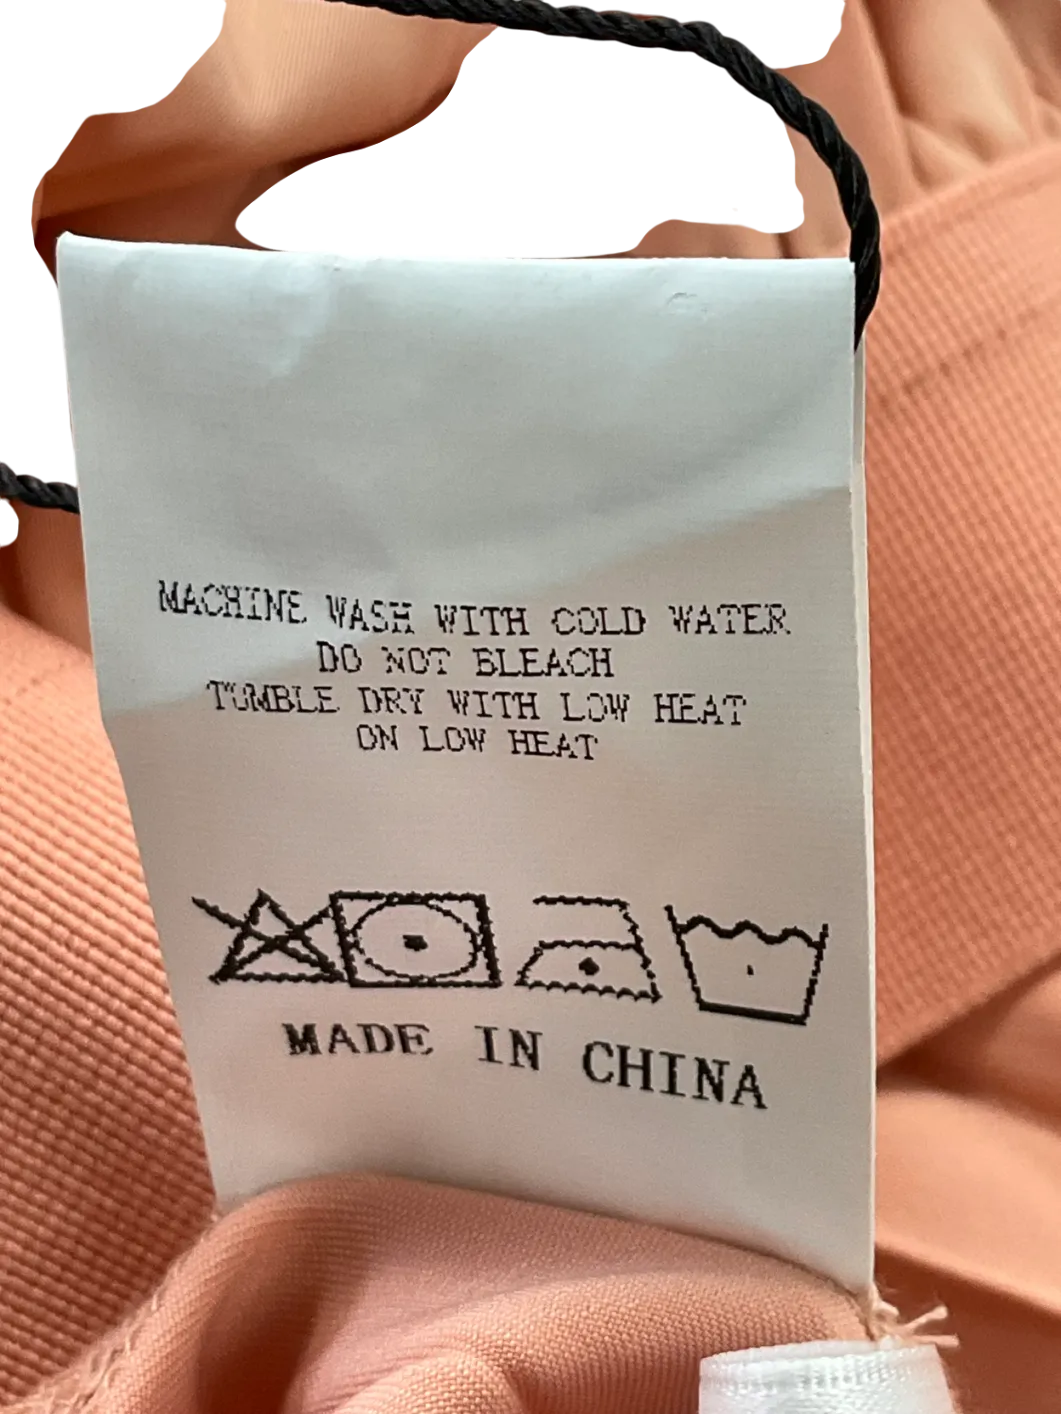 MACHINE WASH WITH COLD WATER
DO NOT BLEACH
TUMBLE DRY WITH LOW HEAT
ON LOW HEAT
MADE IN CHINA